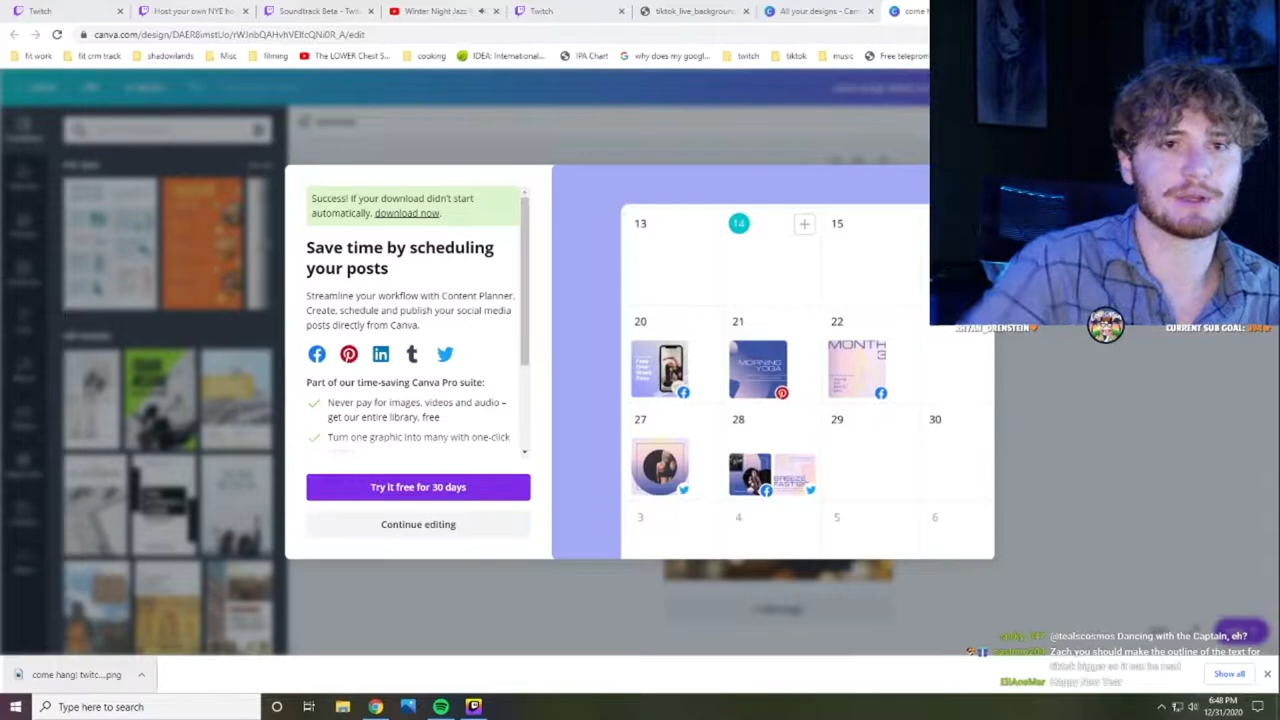 Twitch
Host your own NYE he
Soundtrack Beta - Twit
Winter Night Jazz
Twitch
tiktok_live_background
All your designs - Can
come h
canva.com/design/DAER8imstUo/rWJnbQAHvhVEIfcQNi0R_A/edit
fit work
fit crm track
shadowlands
Misc
filming
The LOWER Chest S...
cooking
IDEA: International...
IPA Chart
why does my googl...
twitch
tiktok
music
Free teleprom
Success! If your download didn't start
automatically, download now.
Save time by scheduling
your posts
Streamline your workflow with Content Planner.
Create, schedule and publish your social media
posts directly from Canva.
Part of our time-saving Canva Pro suite:
Never pay for images, videos and audio –
get our entire library, free
Turn one graphic into many with one-click
Try it free for 30 days
Continue editing
13
14
15
20
21
22
MORNING
YOGA
MONTH
3
27
28
29
30
3
4
5
6
CURRENT SUB GOAL:
@tealscosmos Dancing with the Captain, eh?
Zach you should make the outline of the text for
tiktok bigger so it can be read
EliAceMar Happy New Year
come hang! twitc....png
Show all
Type here to search
6:48 PM
12/31/2020